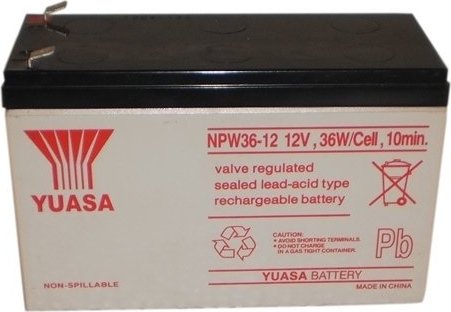 NPW36-12 12V, 36W/Cell, 10min.
valve regulated
sealed lead-acid type
rechargeable battery
YUASA
CAUTION:
• AVOID SHORTING TERMINALS.
• DO NOT CHARGE
IN A GAS TIGHT CONTAINER.
Pb
YUASA BATTERY
NON-SPILLABLE
MADE IN CHINA